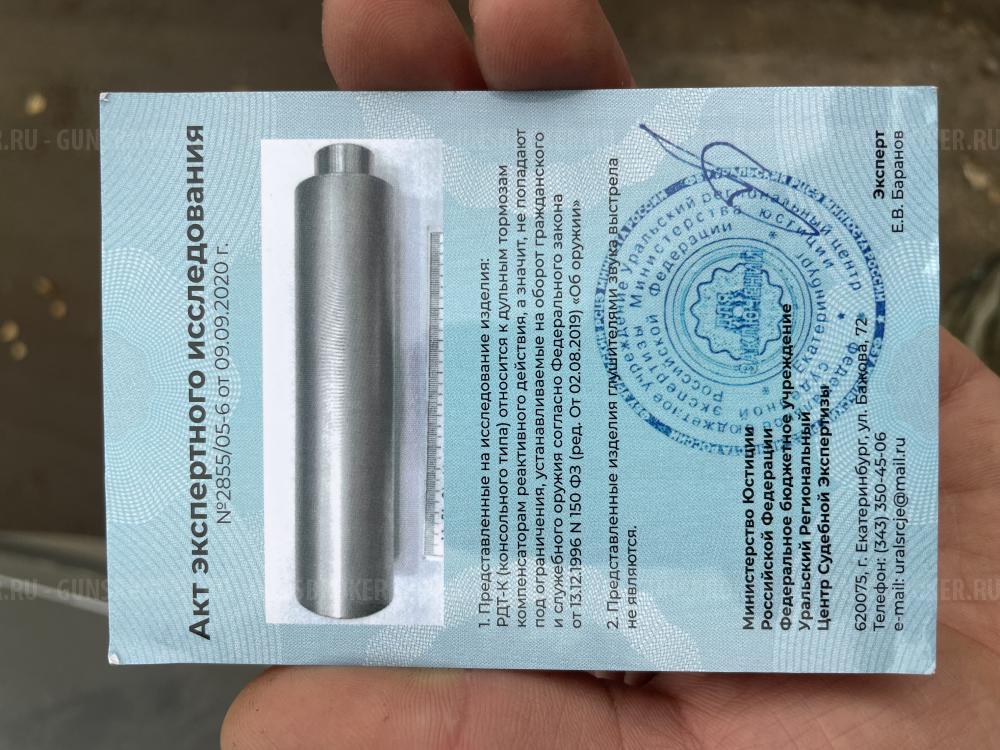 Акт экспертного исследования
№2855/05-6 от 09.09.2020 г.
1. Представленные на исследование изделия:
РДТ-К (консольного типа) относится к дульным тормозам
компенсаторам реактивного действия, а значит, не попадают
под ограничения, устанавливаемые на оборот гражданского
и служебного оружия согласно Федерального закона
от 13.12.1996 N 150 ФЗ (ред. От 02.08.2019) «Об оружии»
2. Представленные изделия глушителями звука выстрела
не являются.
Министерство Юстиции
Российской Федерации
Федеральное бюджетное учреждение
Уральский Региональный
Центр Судебной Экспертизы
620075, г. Екатеринбург, ул. Бажова, 72
Телефон: (343) 350-45-06
e-mail: uralsrcje@mail.ru
Эксперт
Е.В. Баранов